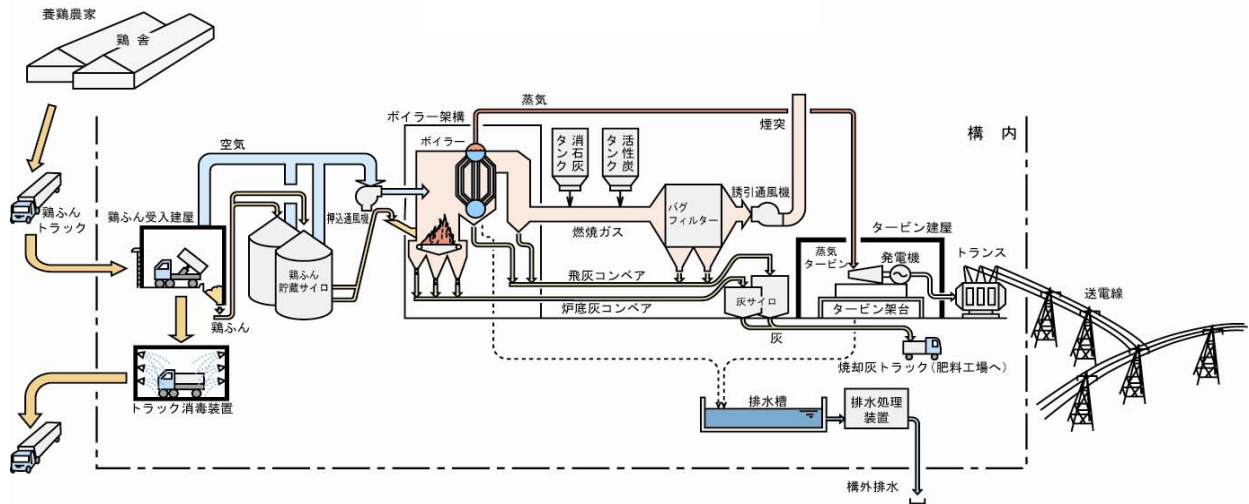 養鶏農家
鶏 舎
鶏ふん
トラック
鶏ふん受入建屋
空気
押込通風機
鶏ふん
貯蔵サイロ
鶏ふん
トラック消毒装置
ボイラー架構
ボイラー
蒸気
消石灰
タンク
活性炭
タンク
煙突
構 内
誘引通風機
バグ
フィルター
燃焼ガス
飛灰コンベア
炉底灰コンベア
灰サイロ
灰
タービン建屋
蒸気
タービン
発電機
タービン架台
トランス
送電線
焼却灰トラック(肥料工場へ)
排水槽
排水処理
装置
構外排水